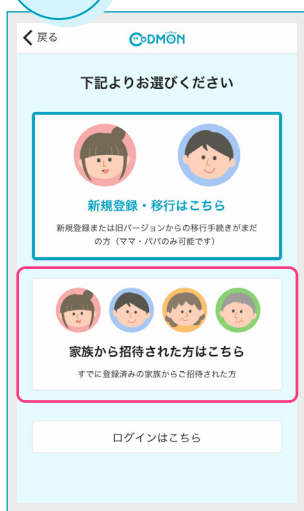 戻る
CODMON
下記よりお選びください
新規登録・移行はこちら
新規登録または旧バージョンからの移行手続きがまだ
の方（ママ・パパのみ可能です）
家族から招待された方はこちら
すでに登録済みの家族からご招待された方
ログインはこちら